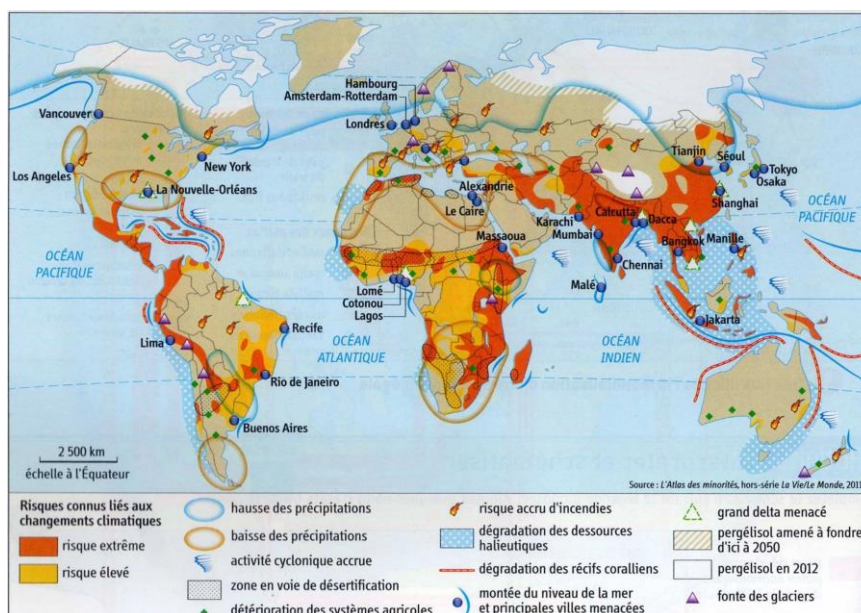 Hambourg
Amsterdam-Rotterdam
Vancouver
Londres
Tianjin
Séoul
New York
Los Angeles
La Nouvelle-Orléans
Alexandrie
Le Caire
Tokyo
Osaka
Shanghai
OCÉAN
PACIFIQUE
Karachi
Calcutta
Dacca
Mumbai
Massaoua
Bangkok
Manille
Chennai
OCÉAN
PACIFIQUE
Lomé
Cotonou
Lagos
Malé
Jakarta
Recife
OCÉAN
ATLANTIQUE
OCÉAN
INDIEN
Lima
Rio de Janeiro
Buenos Aires
2 500 km
échelle à l'Équateur
Source : L'Atlas des minorités, hors-série La Vie/Le Monde, 2011
Risques connus liés aux
changements climatiques
risque extrême
risque élevé
hausse des précipitations
baisse des précipitations
activité cyclonique accrue
zone en voie de désertification
détérioration des systèmes agricoles
risque accru d'incendies
dégradation des dessources
halieutiques
dégradation des récifs coralliens
montée du niveau de la mer
et principales villes menacées
grand delta menacé
pergélisol amené à fondre
d'ici à 2050
pergélisol en 2012
fonte des glaciers